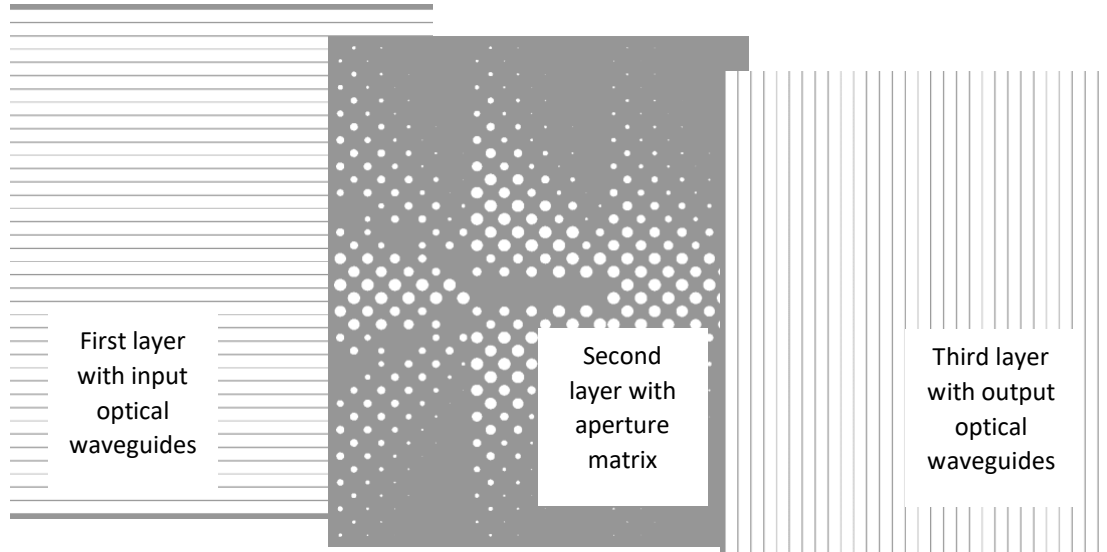 First layer
with input
optical
waveguides
Second
layer with
aperture
matrix
Third layer
with output
optical
waveguides